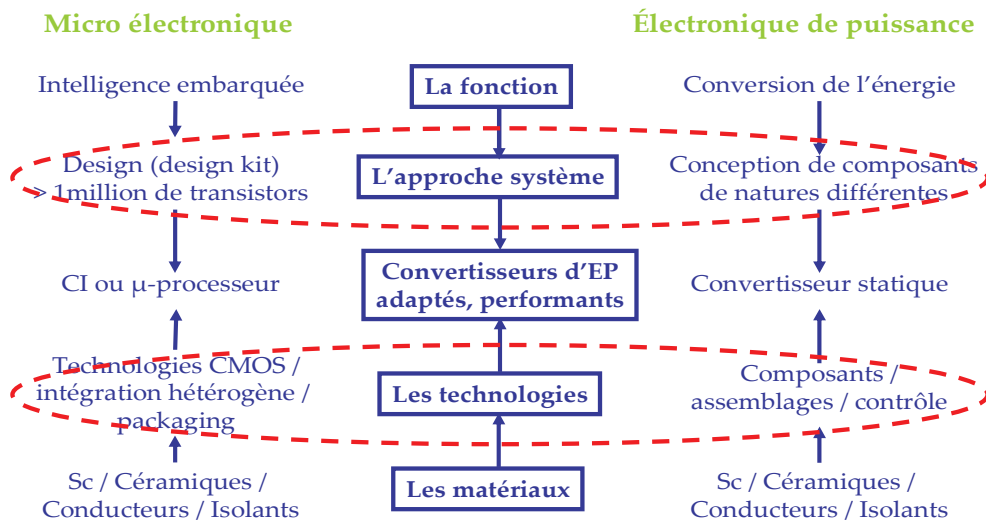 Micro électronique
Électronique de puissance
Intelligence embarquée
La fonction
Conversion de l’énergie
Design (design kit)
> 1million de transistors
L’approche système
Conception de composants
de natures différentes
CI ou µ-processeur
Convertisseurs d’EP
adaptés, performants
Convertisseur statique
Technologies CMOS /
intégration hétérogène /
packaging
Les technologies
Composants /
assemblages / contrôle
Sc / Céramiques /
Conducteurs / Isolants
Les matériaux
Sc / Céramiques /
Conducteurs / Isolants